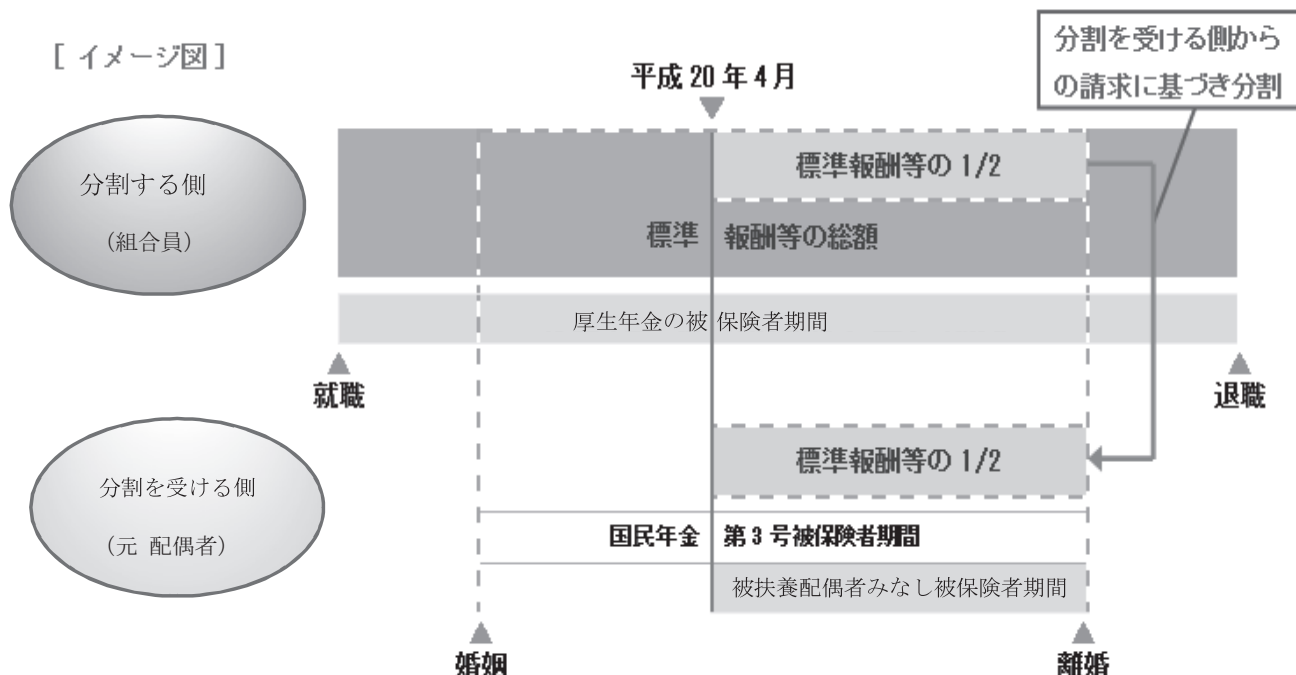 [ イメージ図 ]
平成 20 年 4 月
分割を受ける側から
の請求に基づき分割
分割する側
(組合員)
標準報酬等の 1/2
標準 報酬等の総額
厚生年金の被 保険者期間
就職
退職
分割を受ける側
(元 配偶者)
標準報酬等の 1/2
国民年金 第 3 号被保険者期間
被扶養配偶者みなし被保険者期間
婚姻
離婚